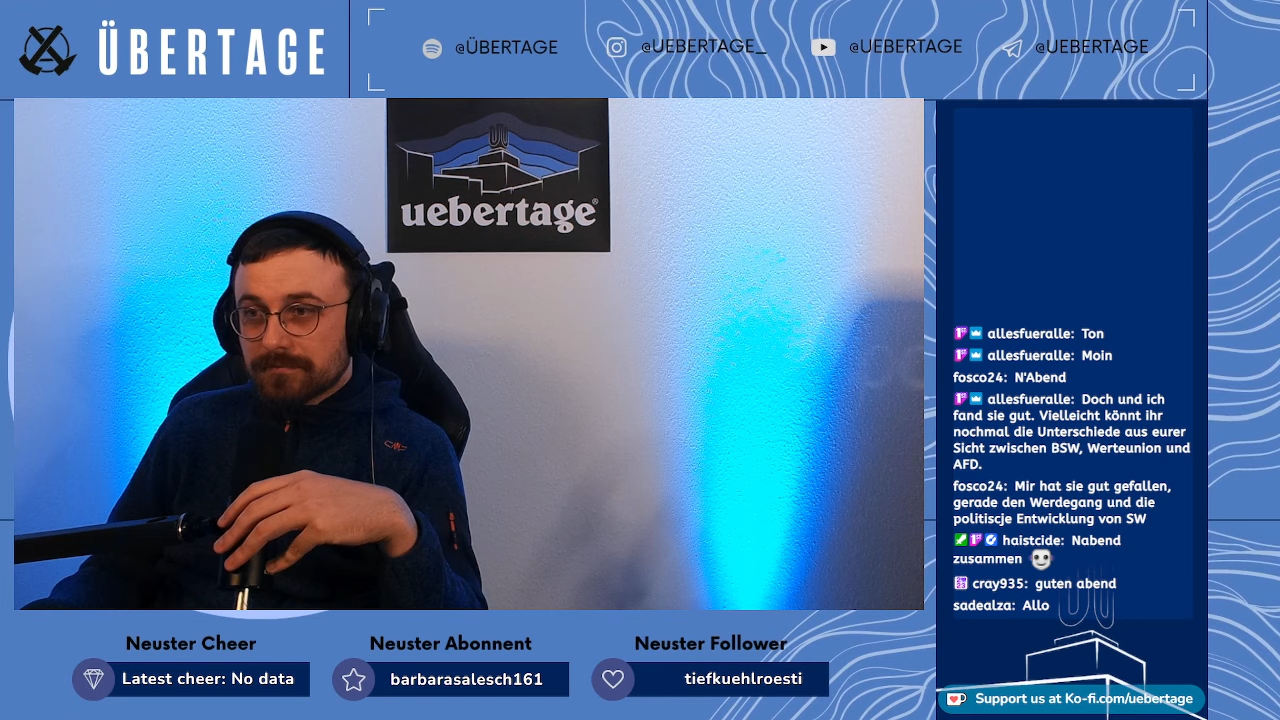 ÜBERTAGE
@ÜBERTAGE
@UEBERTAGE_
@UEBERTAGE
@UEBERTAGE
uebertage®
allesfueralle: Ton
allesfueralle: Moin
fosco24: N'Abend
allesfueralle: Doch und ich
fand sie gut. Vielleicht könnt ihr
nochmal die Unterschiede aus eurer
Sicht zwischen BSW, Werteunion und
AFD.
fosco24: Mir hat sie gut gefallen,
gerade den Werdegang und die
politiscje Entwicklung von SW
haistcide: Nabend
zusammen
cray935: guten abend
sadealza: Allo
Neuster Cheer
Latest cheer: No data
Neuster Abonnent
barbarasalesch161
Neuster Follower
tiefkuehlroesti
Support us at Ko-fi.com/uebertage